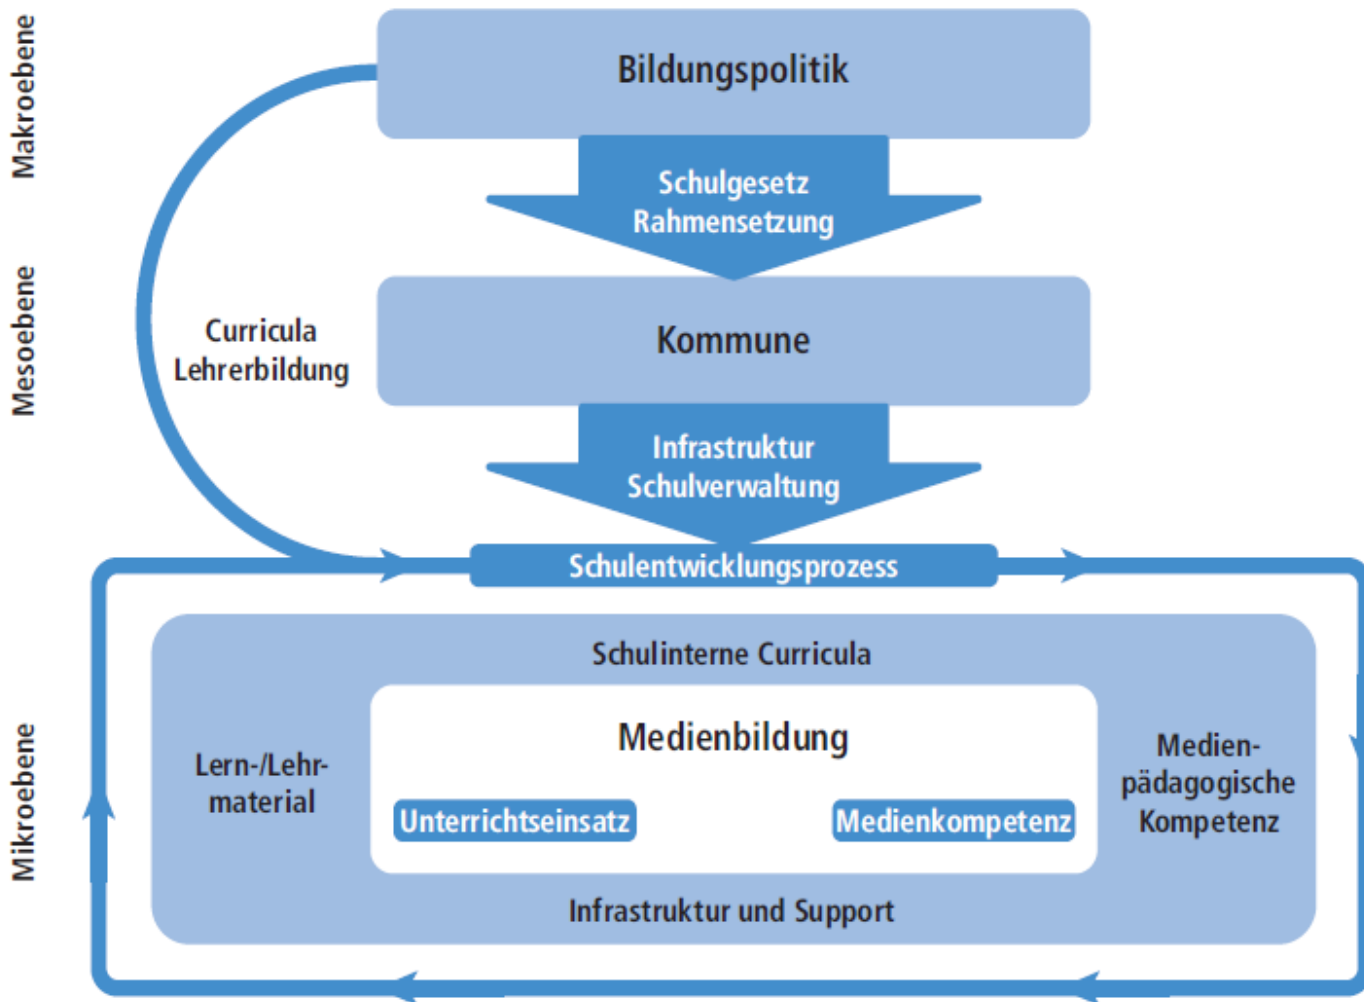 Makroebene
Bildungspolitik
Schulgesetz
Rahmensetzung
Mesoebene
Curricula
Lehrerbildung
Kommune
Infrastruktur
Schulverwaltung
Schulentwicklungsprozess
Mikroebene
Schulinterne Curricula
Lern-/Lehr-
material
Medienbildung
Unterrichtseinsatz
Medienkompetenz
Medien-
pädagogische
Kompetenz
Infrastruktur und Support